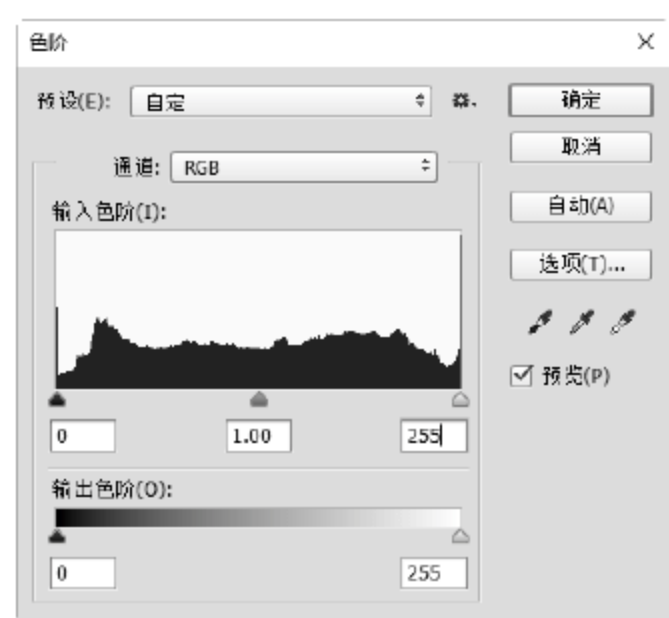 色阶
预设(E): 自定
确定
取消
通道: RGB
自动(A)
输入色阶(I):
选项(T)...
预览(P)
0 1.00 255
输出色阶(O):
0 255